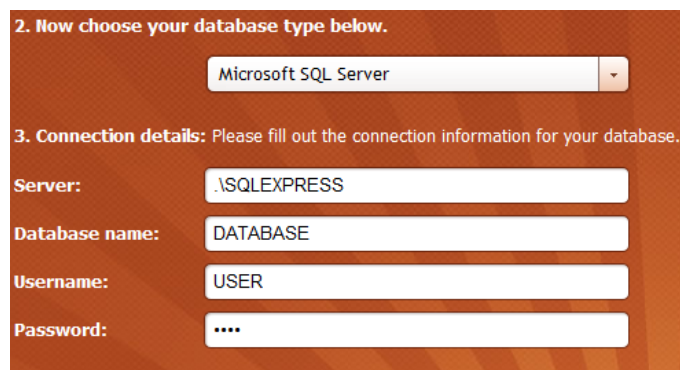 2. Now choose your database type below.
Microsoft SQL Server
3. Connection details: Please fill out the connection information for your database.
Server: .\SQLEXPRESS
Database name: DATABASE
Username: USER
Password: ••••